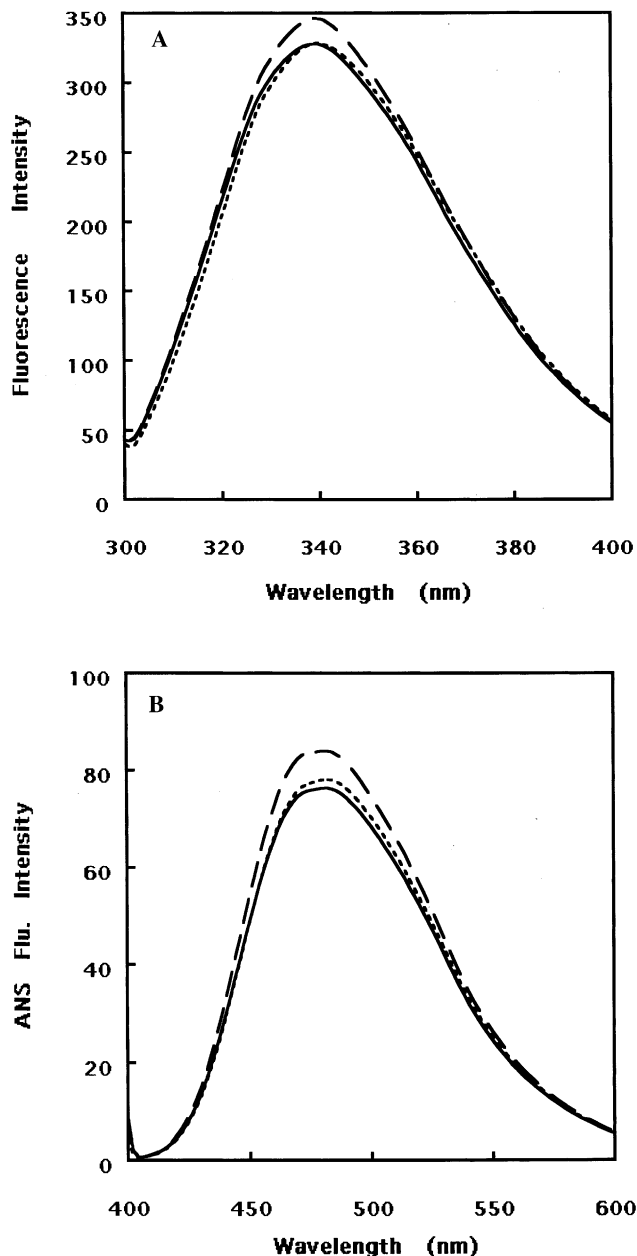 A
350
300
250
200
150
100
50
0
Fluorescence Intensity
300 320 340 360 380 400
Wavelength (nm)
B
100
80
60
40
20
0
ANS Flu. Intensity
400 450 500 550 600
Wavelength (nm)